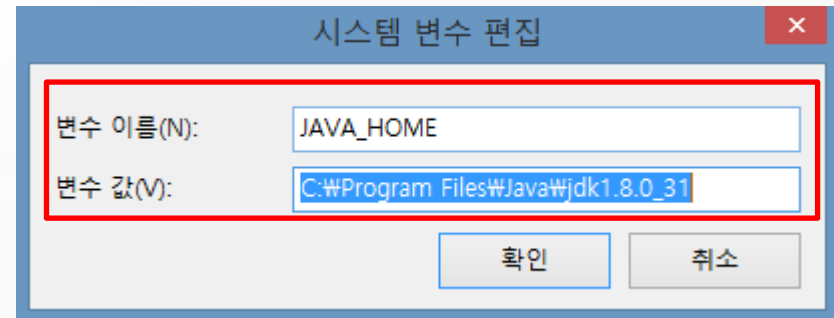 시스템 변수 편집
변수 이름(N): JAVA_HOME
변수 값(V): C:₩Program Files₩Java₩jdk1.8.0_31
확인 취소